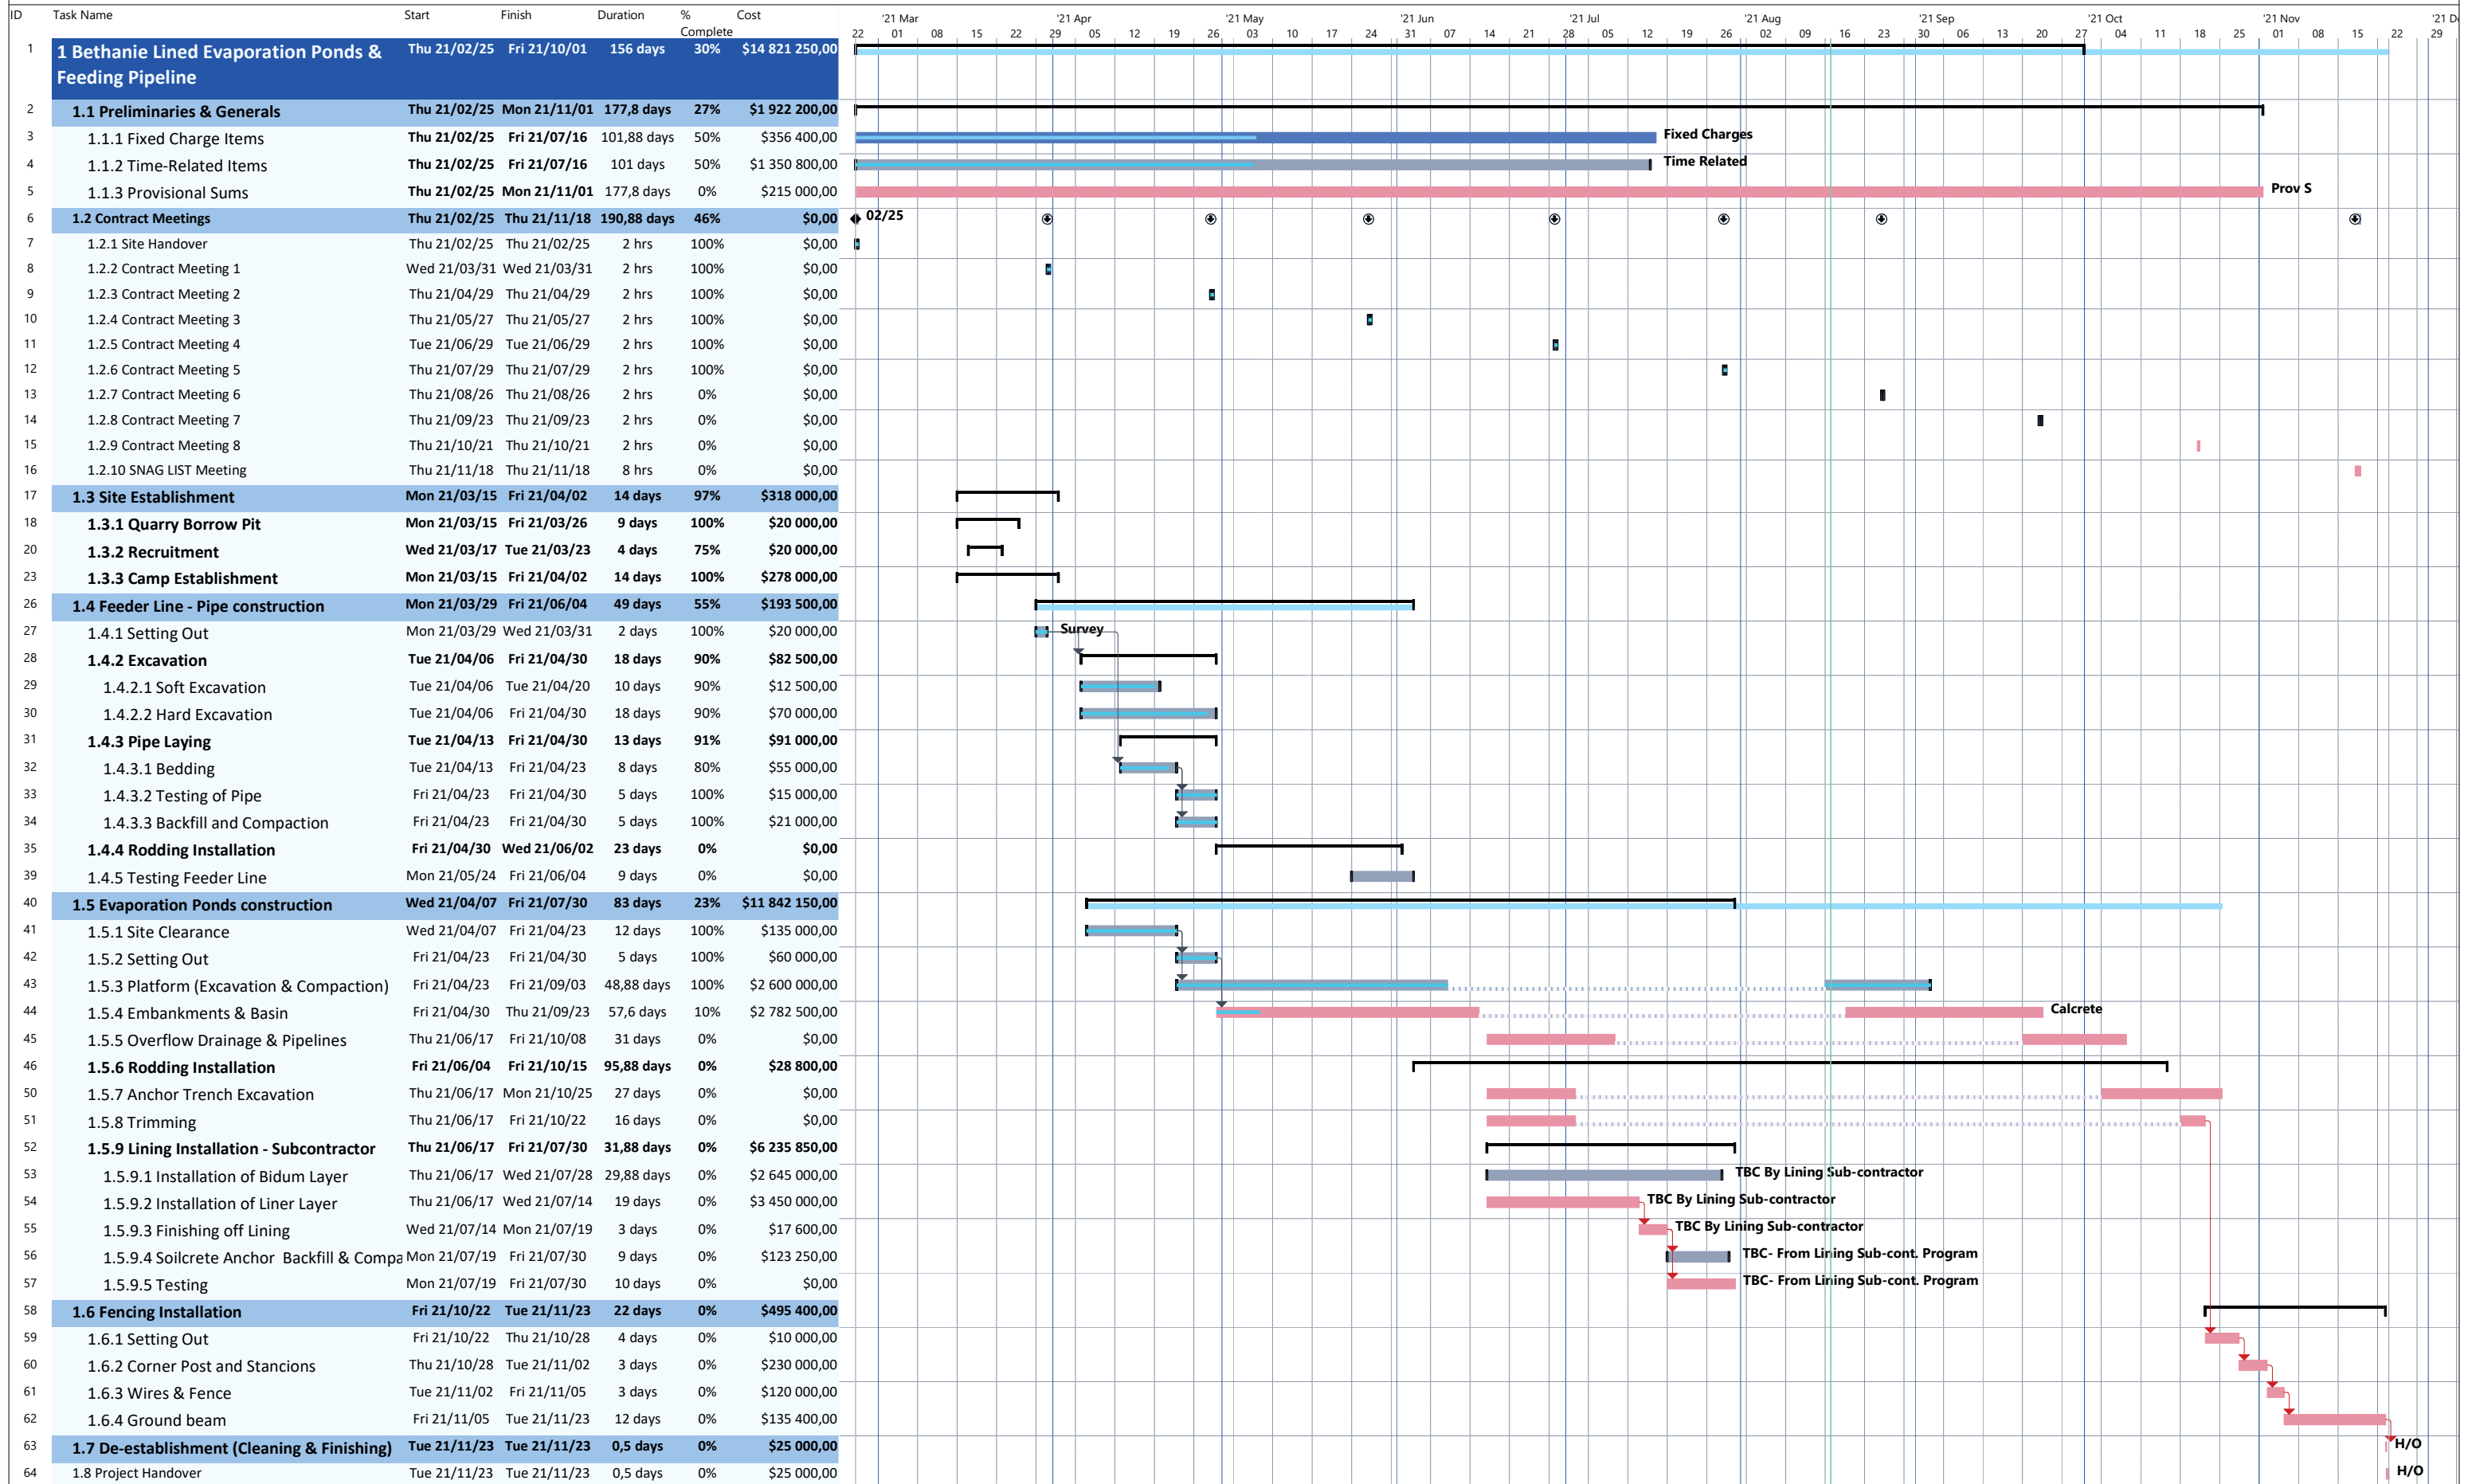 ID Task Name Start Finish Duration % Complete Cost '21 Mar '21 Apr '21 May '21 Jun '21 Jul '21 Aug '21 Sep '21 Oct '21 Nov '21 D
22 01 08 15 22 29 05 12 19 26 03 10 17 24 31 07 14 21 28 05 12 19 26 02 09 16 23 30 06 13 20 27 04 11 18 25 01 08 15 22 29
1 1 Bethanie Lined Evaporation Ponds & Feeding Pipeline Thu 21/02/25 Fri 21/10/01 156 days 30% $14 821 250,00
2 1.1 Preliminaries & Generals Thu 21/02/25 Mon 21/11/01 177,8 days 27% $1 922 200,00
3 1.1.1 Fixed Charge Items Thu 21/02/25 Fri 21/07/16 101,88 days 50% $356 400,00 Fixed Charges
4 1.1.2 Time-Related Items Thu 21/02/25 Fri 21/07/16 101 days 50% $1 350 800,00 Time Related
5 1.1.3 Provisional Sums Thu 21/02/25 Mon 21/11/01 177,8 days 0% $215 000,00 Prov S
6 1.2 Contract Meetings Thu 21/02/25 Thu 21/11/18 190,88 days 46% $0,00 02/25
7 1.2.1 Site Handover Thu 21/02/25 Thu 21/02/25 2 hrs 100% $0,00
8 1.2.2 Contract Meeting 1 Wed 21/03/31 Wed 21/03/31 2 hrs 100% $0,00
9 1.2.3 Contract Meeting 2 Thu 21/04/29 Thu 21/04/29 2 hrs 100% $0,00
10 1.2.4 Contract Meeting 3 Thu 21/05/27 Thu 21/05/27 2 hrs 100% $0,00
11 1.2.5 Contract Meeting 4 Tue 21/06/29 Tue 21/06/29 2 hrs 100% $0,00
12 1.2.6 Contract Meeting 5 Thu 21/07/29 Thu 21/07/29 2 hrs 100% $0,00
13 1.2.7 Contract Meeting 6 Thu 21/08/26 Thu 21/08/26 2 hrs 0% $0,00
14 1.2.8 Contract Meeting 7 Thu 21/09/23 Thu 21/09/23 2 hrs 0% $0,00
15 1.2.9 Contract Meeting 8 Thu 21/10/21 Thu 21/10/21 2 hrs 0% $0,00
16 1.2.10 SNAG LIST Meeting Thu 21/11/18 Thu 21/11/18 8 hrs 0% $0,00
17 1.3 Site Establishment Mon 21/03/15 Fri 21/04/02 14 days 97% $318 000,00
18 1.3.1 Quarry Borrow Pit Mon 21/03/15 Fri 21/03/26 9 days 100% $20 000,00
20 1.3.2 Recruitment Wed 21/03/17 Tue 21/03/23 4 days 75% $20 000,00
23 1.3.3 Camp Establishment Mon 21/03/15 Fri 21/04/02 14 days 100% $278 000,00
26 1.4 Feeder Line - Pipe construction Mon 21/03/29 Fri 21/06/04 49 days 55% $193 500,00
27 1.4.1 Setting Out Mon 21/03/29 Wed 21/03/31 2 days 100% $20 000,00 Survey
28 1.4.2 Excavation Tue 21/04/06 Fri 21/04/30 18 days 90% $82 500,00
29 1.4.2.1 Soft Excavation Tue 21/04/06 Tue 21/04/20 10 days 90% $12 500,00
30 1.4.2.2 Hard Excavation Tue 21/04/06 Fri 21/04/30 18 days 90% $70 000,00
31 1.4.3 Pipe Laying Tue 21/04/13 Fri 21/04/30 13 days 91% $91 000,00
32 1.4.3.1 Bedding Tue 21/04/13 Fri 21/04/23 8 days 80% $55 000,00
33 1.4.3.2 Testing of Pipe Fri 21/04/23 Fri 21/04/30 5 days 100% $15 000,00
34 1.4.3.3 Backfill and Compaction Fri 21/04/23 Fri 21/04/30 5 days 100% $21 000,00
35 1.4.4 Rodding Installation Fri 21/04/30 Wed 21/06/02 23 days 0% $0,00
39 1.4.5 Testing Feeder Line Mon 21/05/24 Fri 21/06/04 9 days 0% $0,00
40 1.5 Evaporation Ponds construction Wed 21/04/07 Fri 21/07/30 83 days 23% $11 842 150,00
41 1.5.1 Site Clearance Wed 21/04/07 Fri 21/04/23 12 days 100% $135 000,00
42 1.5.2 Setting Out Fri 21/04/23 Fri 21/04/30 5 days 100% $60 000,00
43 1.5.3 Platform (Excavation & Compaction) Fri 21/04/23 Fri 21/09/03 48,88 days 100% $2 600 000,00
44 1.5.4 Embankments & Basin Fri 21/04/30 Thu 21/09/23 57,6 days 10% $2 782 500,00 Calcrete
45 1.5.5 Overflow Drainage & Pipelines Thu 21/06/17 Fri 21/10/08 31 days 0% $0,00
46 1.5.6 Rodding Installation Fri 21/06/04 Fri 21/10/15 95,88 days 0% $28 800,00
50 1.5.7 Anchor Trench Excavation Thu 21/06/17 Mon 21/10/25 27 days 0% $0,00
51 1.5.8 Trimming Thu 21/06/17 Fri 21/10/22 16 days 0% $0,00
52 1.5.9 Lining Installation - Subcontractor Thu 21/06/17 Fri 21/07/30 31,88 days 0% $6 235 850,00
53 1.5.9.1 Installation of Bidum Layer Thu 21/06/17 Wed 21/07/28 29,88 days 0% $2 645 000,00 TBC By Lining Sub-contractor
54 1.5.9.2 Installation of Liner Layer Thu 21/06/17 Wed 21/07/14 19 days 0% $3 450 000,00 TBC By Lining Sub-contractor
55 1.5.9.3 Finishing off Lining Wed 21/07/14 Mon 21/07/19 3 days 0% $17 600,00 TBC By Lining Sub-contractor
56 1.5.9.4 Soilcrete Anchor Backfill & Compa Mon 21/07/19 Fri 21/07/30 9 days 0% $123 250,00 TBC- From Lining Sub-cont. Program
57 1.5.9.5 Testing Mon 21/07/19 Fri 21/07/30 10 days 0% $0,00 TBC- From Lining Sub-cont. Program
58 1.6 Fencing Installation Fri 21/10/22 Tue 21/11/23 22 days 0% $495 400,00
59 1.6.1 Setting Out Fri 21/10/22 Thu 21/10/28 4 days 0% $10 000,00
60 1.6.2 Corner Post and Stancions Thu 21/10/28 Tue 21/11/02 3 days 0% $230 000,00
61 1.6.3 Wires & Fence Tue 21/11/02 Fri 21/11/05 3 days 0% $120 000,00
62 1.6.4 Ground beam Fri 21/11/05 Tue 21/11/23 12 days 0% $135 400,00
63 1.7 De-establishment (Cleaning & Finishing) Tue 21/11/23 Tue 21/11/23 0,5 days 0% $25 000,00 H/O
64 1.8 Project Handover Tue 21/11/23 Tue 21/11/23 0,5 days 0% $25 000,00 H/O